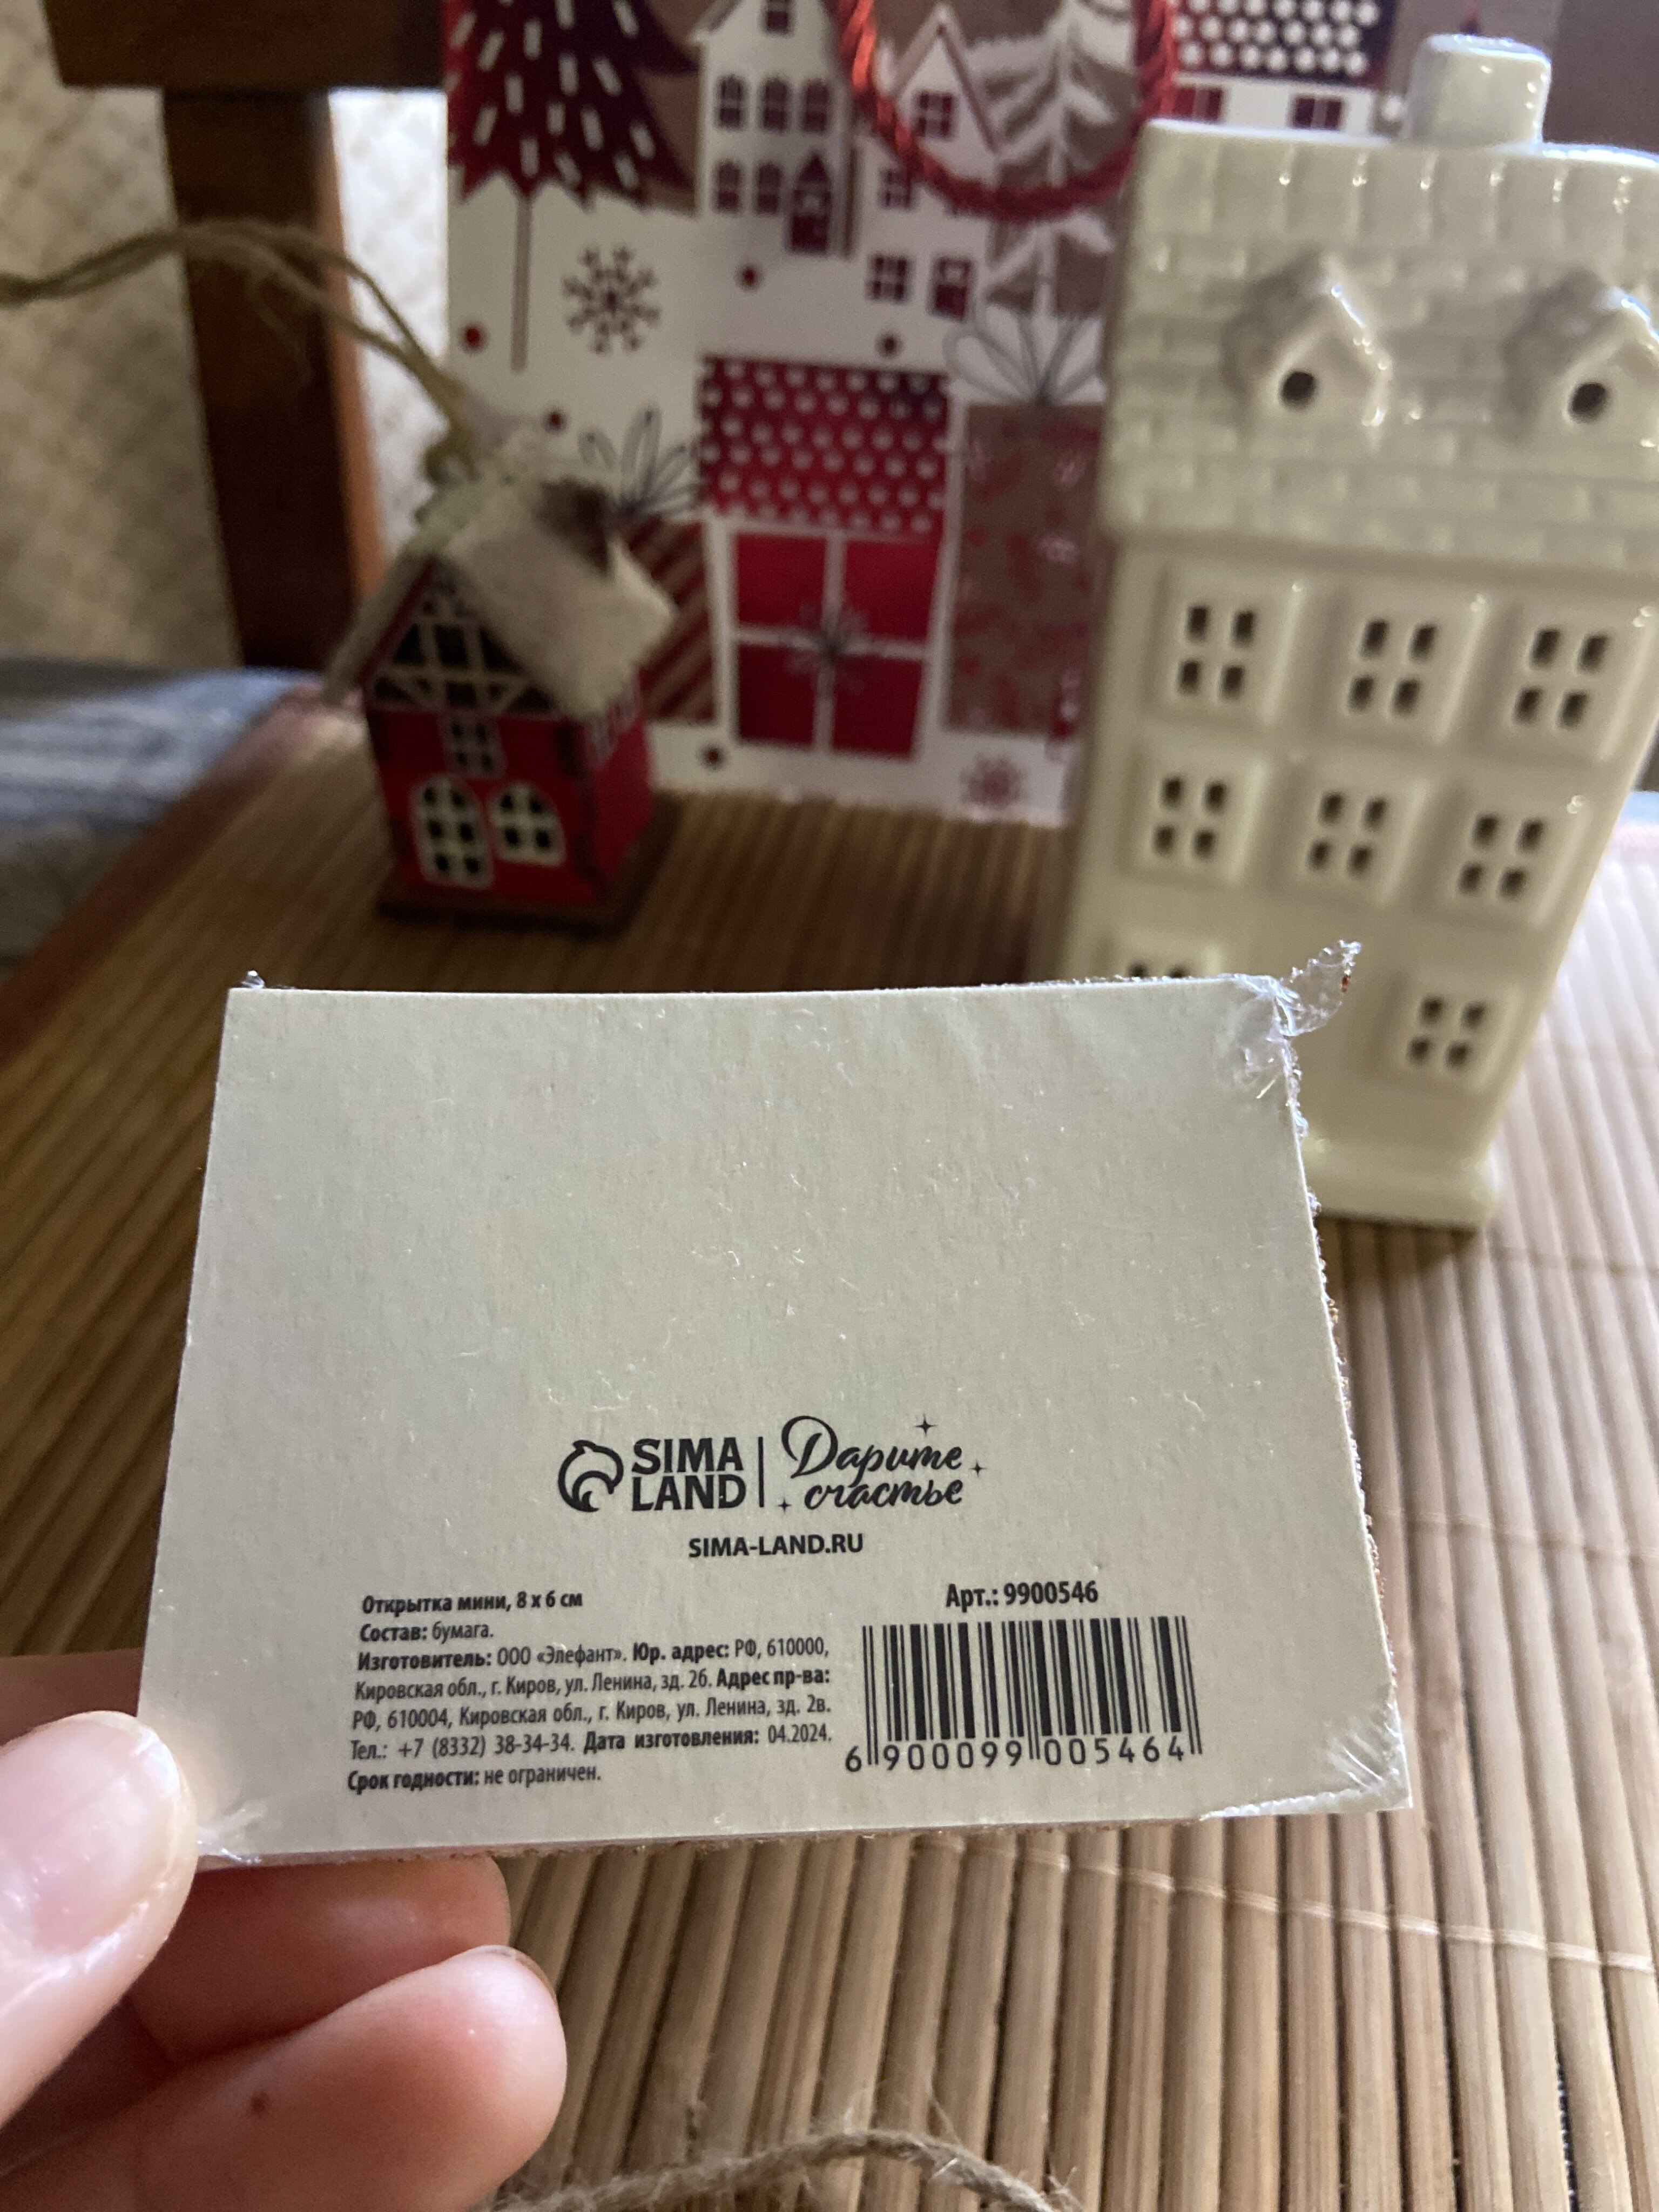 SIMA
LAND
Дарите
счастье
SIMA-LAND.RU
Открытка мини, 8 х 6 см
Состав: бумага.
Изготовитель: ООО «Элефант». Юр. адрес: РФ, 610000,
Кировская обл., г. Киров, ул. Ленина, зд. 2б. Адрес пр-ва:
РФ, 610004, Кировская обл., г. Киров, ул. Ленина, зд. 2в.
Тел.: +7 (8332) 38-34-34. Дата изготовления: 04.2024.
Срок годности: не ограничен.
Арт.: 9900546
6 900099 005464